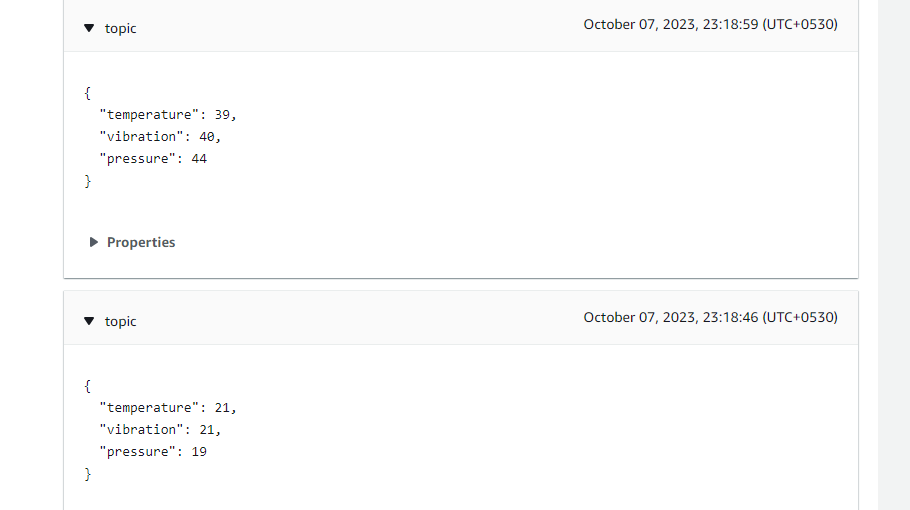 topic
October 07, 2023, 23:18:59 (UTC+0530)
{
"temperature": 39,
"vibration": 40,
"pressure": 44
}
Properties
topic
October 07, 2023, 23:18:46 (UTC+0530)
{
"temperature": 21,
"vibration": 21,
"pressure": 19
}